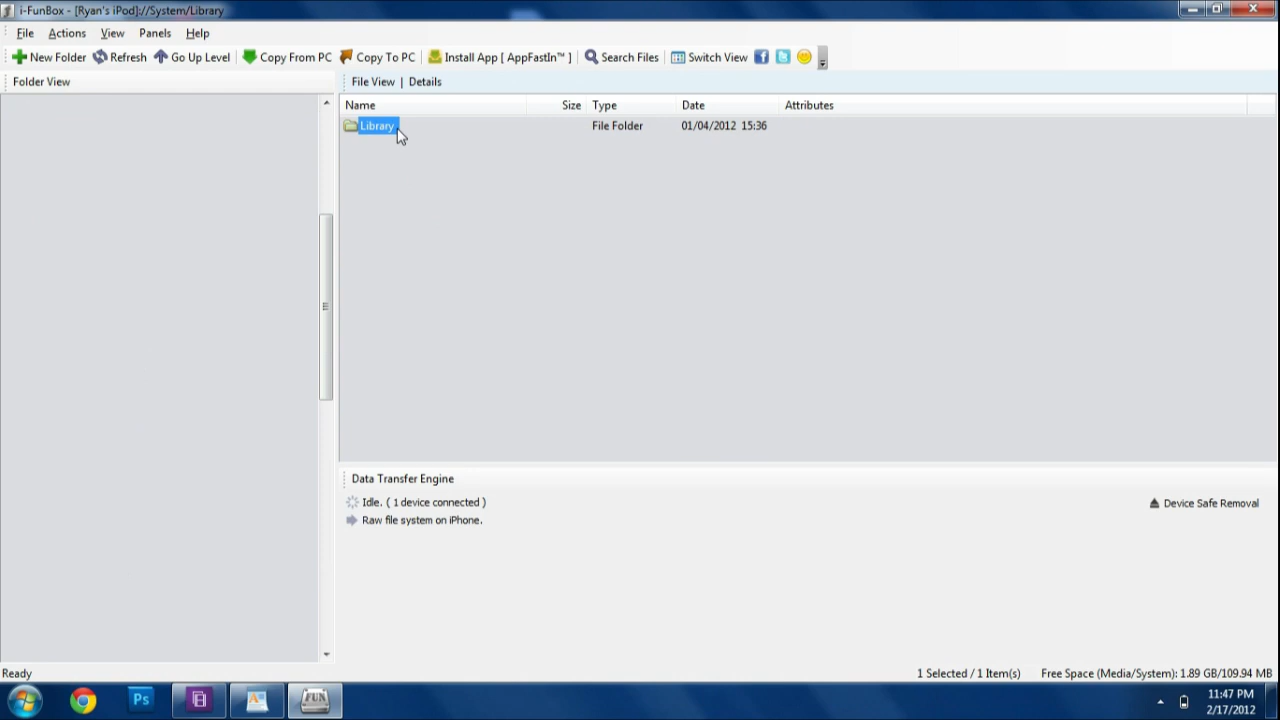 i-FunBox - [Ryan's iPod]://System/Library
File Actions View Panels Help
New Folder Refresh Go Up Level Copy From PC Copy To PC Install App [ AppFastIn™ ] Search Files Switch View
Folder View
File View | Details
Name Size Type Date Attributes
Library File Folder 01/04/2012 15:36
Data Transfer Engine
Idle. ( 1 device connected )
Device Safe Removal
Raw file system on iPhone.
Ready
1 Selected / 1 Item(s) Free Space (Media/System): 1.89 GB/109.94 MB
Ps
FUN
11:47 PM
2/17/2012